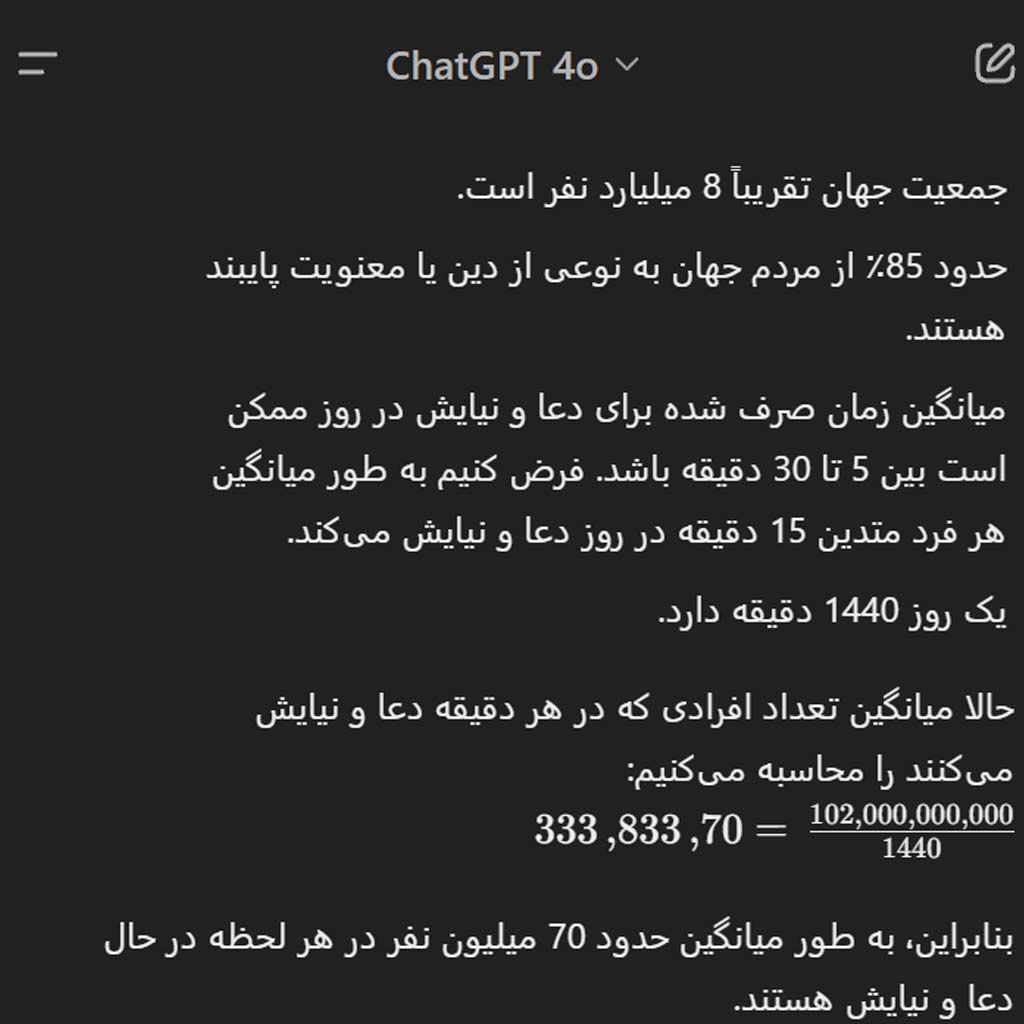 ChatGPT 4o
جمعیت جهان تقریباً 8 میلیارد نفر است.
حدود 85٪ از مردم جهان به نوعی از دین یا معنویت پایبند
هستند.
میانگین زمان صرف شده برای دعا و نیایش در روز ممکن
است بین 5 تا 30 دقیقه باشد. فرض کنیم به طور میانگین
هر فرد متدین 15 دقیقه در روز دعا و نیایش می‌کند.
یک روز 1440 دقیقه دارد.
حالا میانگین تعداد افرادی که در هر دقیقه دعا و نیایش
می‌کنند را محاسبه می‌کنیم:
333 ,833 ,70 = 102,000,000,000/1440
بنابراین، به طور میانگین حدود 70 میلیون نفر در هر لحظه در حال
دعا و نیایش هستند.